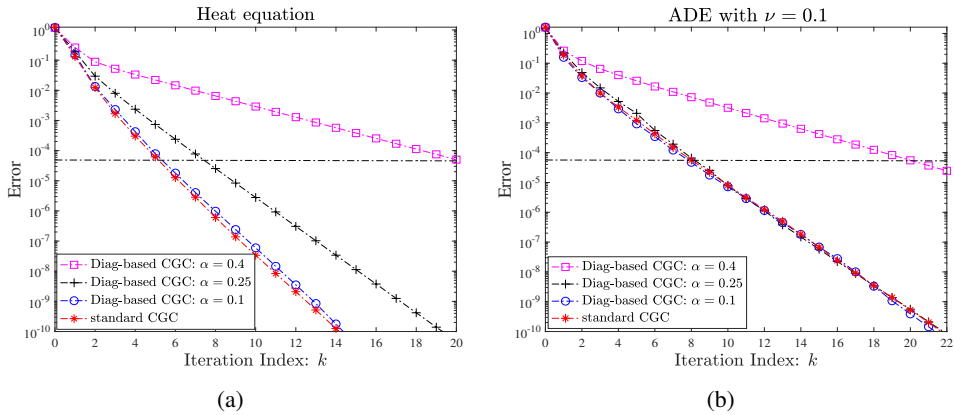 Heat equation
10^0
10^-1
10^-2
10^-3
10^-4
10^-5
10^-6
10^-7
10^-8
10^-9
10^-10
Error
Diag-based CGC: α = 0.4
Diag-based CGC: α = 0.25
Diag-based CGC: α = 0.1
standard CGC
0 2 4 6 8 10 12 14 16 18 20
Iteration Index: k
(a)
ADE with ν = 0.1
10^0
10^-1
10^-2
10^-3
10^-4
10^-5
10^-6
10^-7
10^-8
10^-9
10^-10
Error
Diag-based CGC: α = 0.4
Diag-based CGC: α = 0.25
Diag-based CGC: α = 0.1
standard CGC
0 2 4 6 8 10 12 14 16 18 20 22
Iteration Index: k
(b)